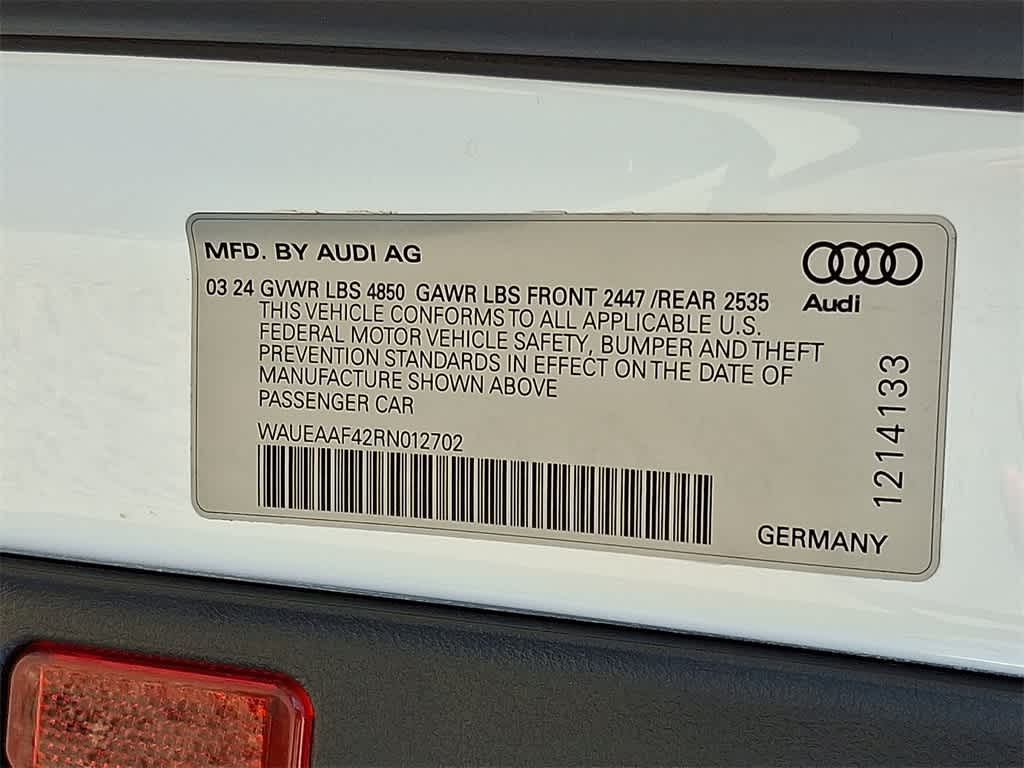 MFD. BY AUDI AG
Audi
03 24 GVWR LBS 4850 GAWR LBS FRONT 2447 /REAR 2535
THIS VEHICLE CONFORMS TO ALL APPLICABLE U.S.
FEDERAL MOTOR VEHICLE SAFETY, BUMPER AND THEFT
PREVENTION STANDARDS IN EFFECT ON THE DATE OF
MANUFACTURE SHOWN ABOVE
PASSENGER CAR
WAUEAAF42RN012702
1214133
GERMANY